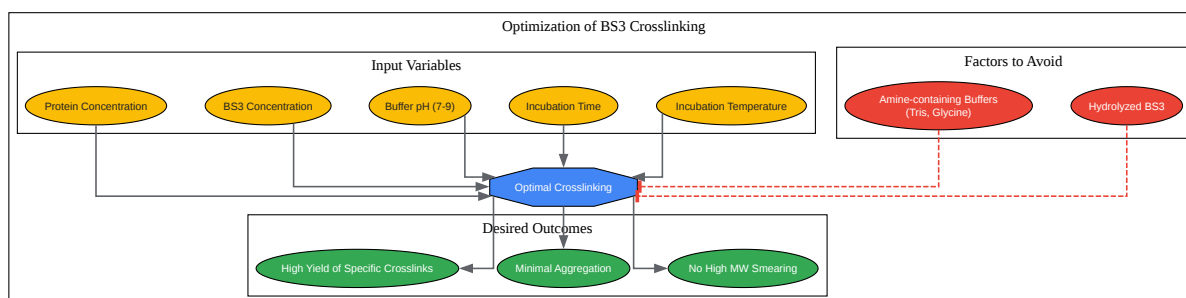 Optimization of BS3 Crosslinking
Input Variables
Factors to Avoid
Protein Concentration
BS3 Concentration
Buffer pH (7-9)
Incubation Time
Incubation Temperature
Amine-containing Buffers
(Tris, Glycine)
Hydrolyzed BS3
Optimal Crosslinking
Desired Outcomes
High Yield of Specific Crosslinks
Minimal Aggregation
No High MW Smearing